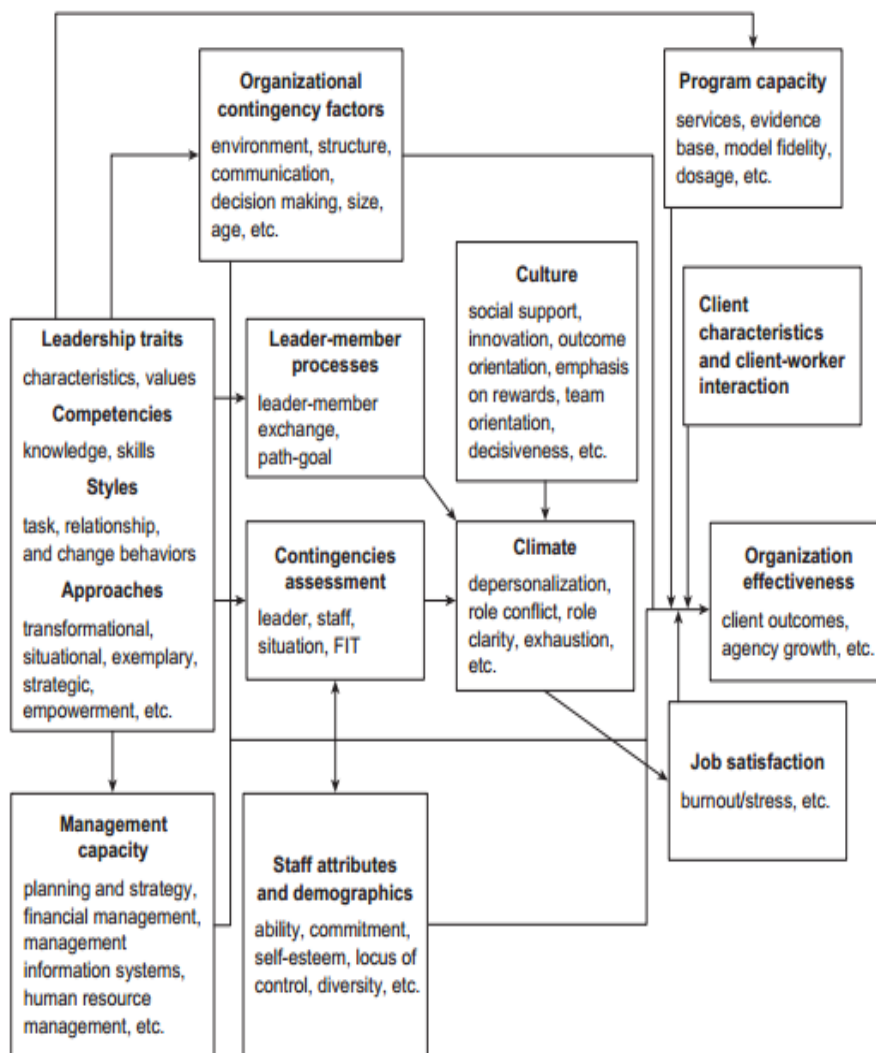 Organizational
contingency factors
environment, structure,
communication,
decision making, size,
age, etc.
Program capacity
services, evidence
base, model fidelity,
dosage, etc.
Culture
social support,
innovation, outcome
orientation, emphasis
on rewards, team
orientation,
decisiveness, etc.
Client
characteristics
and client-worker
interaction
Leadership traits
characteristics, values
Competencies
knowledge, skills
Styles
task, relationship,
and change behaviors
Approaches
transformational,
situational, exemplary,
strategic,
empowerment, etc.
Leader-member
processes
leader-member
exchange,
path-goal
Contingencies
assessment
leader, staff,
situation, FIT
Climate
depersonalization,
role conflict, role
clarity, exhaustion,
etc.
Organization
effectiveness
client outcomes,
agency growth, etc.
Job satisfaction
burnout/stress, etc.
Management
capacity
planning and strategy,
financial management,
management
information systems,
human resource
management, etc.
Staff attributes
and demographics
ability, commitment,
self-esteem, locus of
control, diversity, etc.